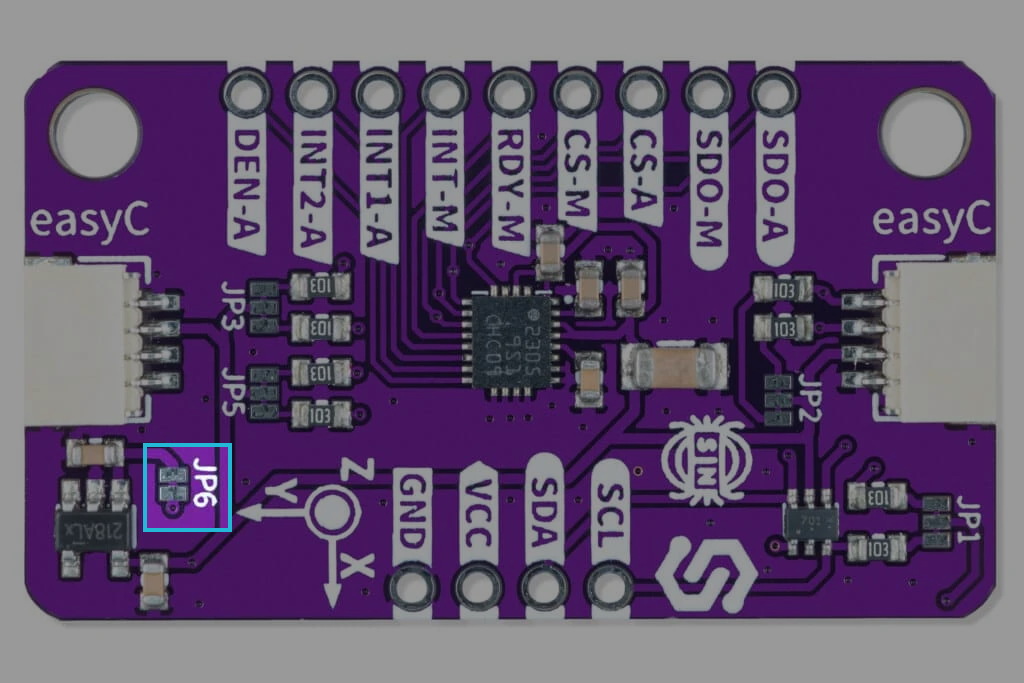 DEN-A
INT2-A
INT1-A
INT-M
RDY-M
CS-M
CS-A
SDO-M
SDO-A
easyC
easyC
JP3
103
103
103
103
JP5
103
103
JP2
JP6
218ALx
Z
Y
X
GND
VCC
SDA
SCL
SIN
701
103
103
JP1